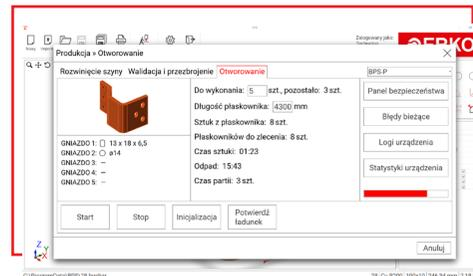 Zalogowany jako
ERKO
Nowy
Produkcja » Otworowanie
Rozwinięcie szyny Walidacja i przezbrojenie Otworowanie
BPS-P
Do wykonania: 5 szt., pozostało: 3 szt.
Długość płaskownika: 4300 mm
Sztuk z płaskownika: 8 szt.
Płaskowników do zlecenia: 8 szt.
Czas sztuki: 01:23
Odpad: 15:43
Czas partii: 3 szt.
GNIAZDO 1: 13 x 18 x 6,5
GNIAZDO 2: ø14
GNIAZDO 3: –
GNIAZDO 4: –
GNIAZDO 5: –
Panel bezpieczeństwa
Błędy bieżące
Logi urządzenia
Statystyki urządzenia
Start
Stop
Inicjalizacja
Potwierdź
ładunek
Anuluj
Z
Y
X